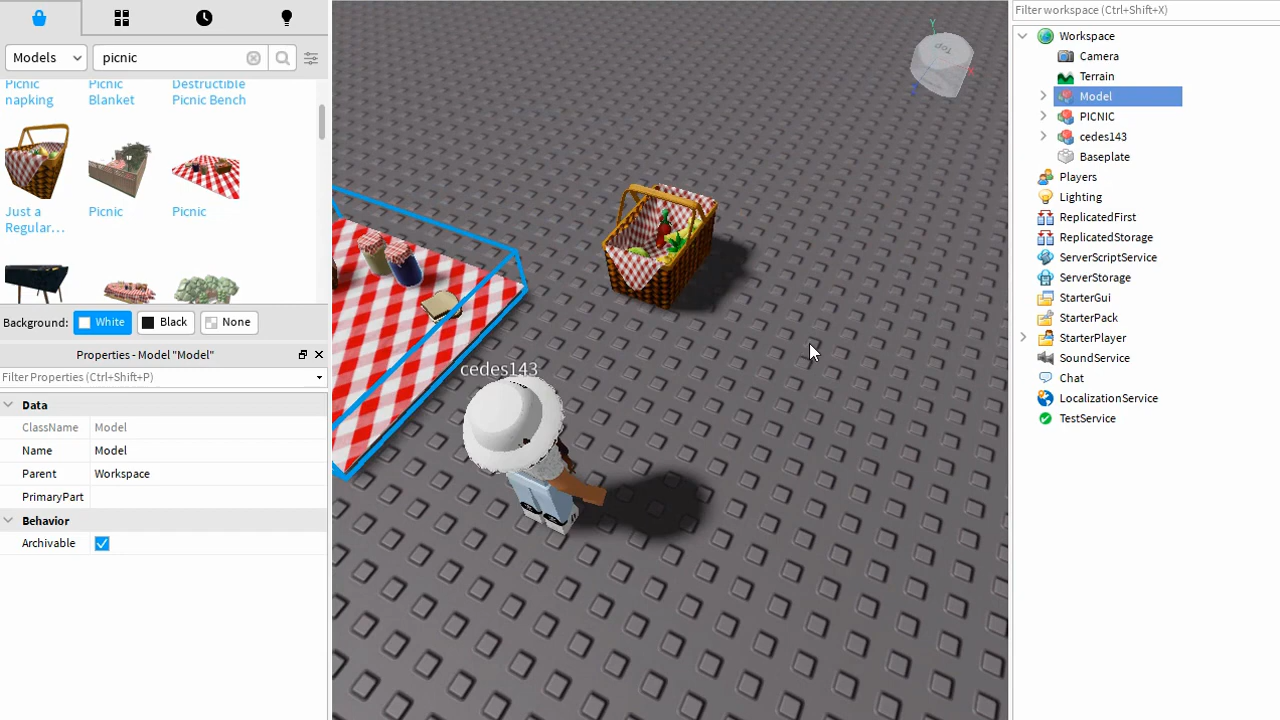 Models
picnic
Picnic
napking
Picnic
Blanket
Destructible
Picnic Bench
Just a
Regular...
Picnic
Picnic
Background:
White
Black
None
Properties - Model "Model"
Filter Properties (Ctrl+Shift+P)
Data
ClassName Model
Name Model
Parent Workspace
PrimaryPart
Behavior
Archivable
Y
Top
X
Z
cedes143
Filter workspace (Ctrl+Shift+X)
Workspace
Camera
Terrain
Model
PICNIC
cedes143
Baseplate
Players
Lighting
ReplicatedFirst
ReplicatedStorage
ServerScriptService
ServerStorage
StarterGui
StarterPack
StarterPlayer
SoundService
Chat
LocalizationService
TestService